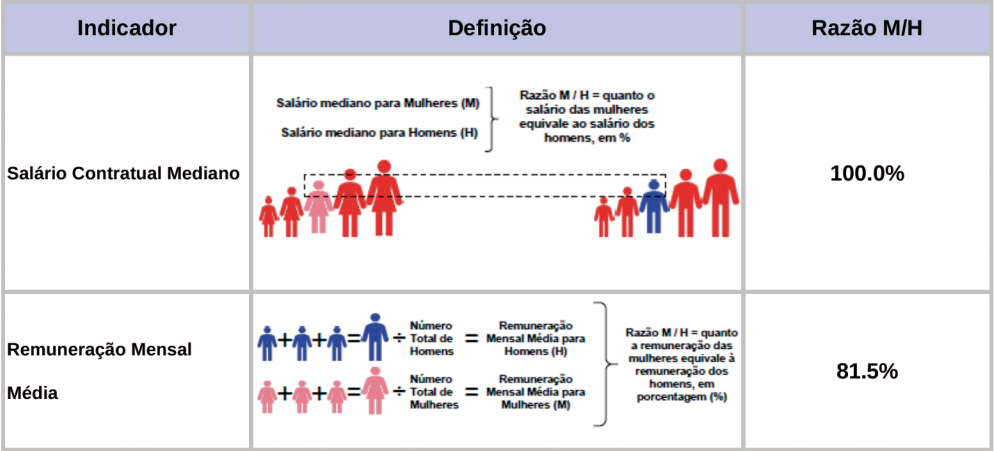 Indicador
Definição
Razão M/H
Salário Contratual Mediano
Salário mediano para Mulheres (M)
Salário mediano para Homens (H)
Razão M / H = quanto o
salário das mulheres
equivale ao salário dos
homens, em %
100.0%
Remuneração Mensal
Média
+ + = ÷
Número
Total de
Homens
=
Remuneração
Mensal Média para
Homens (H)
+ + = ÷
Número
Total de
Mulheres
=
Remuneração
Mensal Média para
Mulheres (M)
Razão M / H = quanto
a remuneração das
mulheres equivale à
remuneração dos
homens, em
porcentagem (%)
81.5%